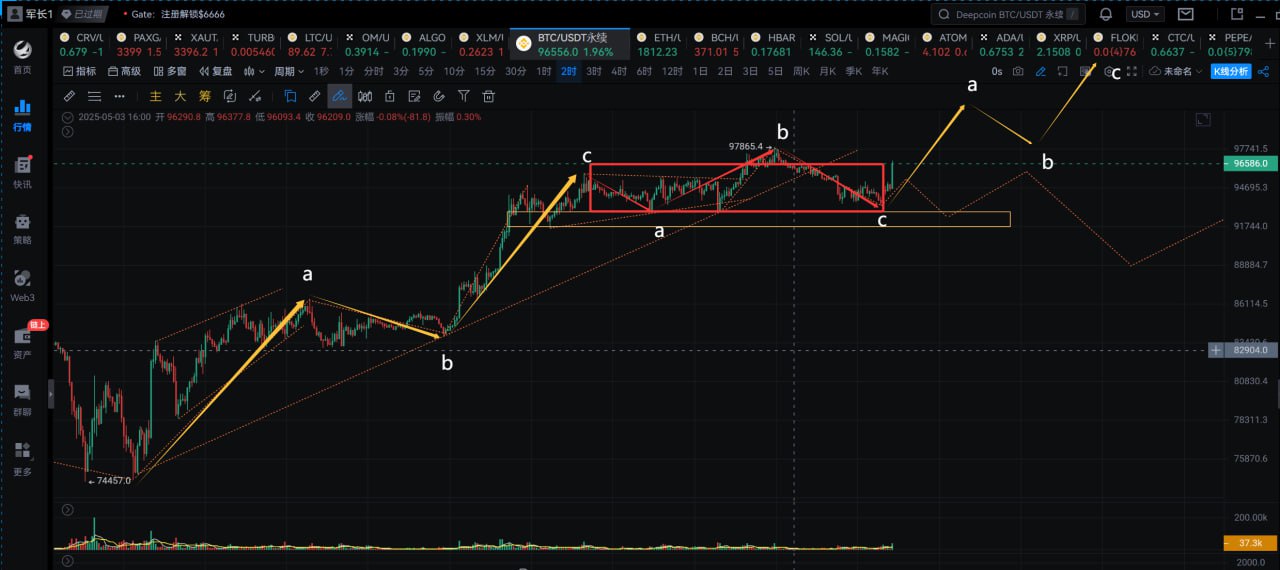 军长1 已过期 • Gate：注册解锁$6666 Deepcoin BTC/USDT 永续 / USD
CRV/ PAXG XAUT TURB LTC/U OM/U ALGO XLM/ BTC/USDT永续 ETH/U BCH/U HBAR SOL/U MAGI ATOM ADA/U XRP/U FLOKI CTC/U PEPE/
0.679 -1 3399 1.5 3396.2 1 0.00546 89.62 7. 0.3914 - 0.1990 - 0.2623 1 96556.0 1.96% 1812.23 371.01 5 0.17681 146.36 - 0.1582 - 4.102 0. 0.6753 2 2.1508 0 0.0(4)76 0.6637 - 0.0(5)79
首页
行情
快讯
策略
Web3
链上
资产
群聊
更多
指标 高级 多窗 复盘 周期 1秒 1分 分时 3分 5分 10分 15分 30分 1时 2时 3时 4时 6时 12时 1日 2日 3日 5日 周K 月K 季K 年K 0s 未命名 K线分析
主 大 筹
2025-05-03 16:00 开 96290.8 高 96377.8 低 96093.4 收 96209.0 涨幅 -0.08%(-81.8) 振幅 0.30%
c
a
b
97865.4
97741.5
c
96586.0
b
94695.3
c
a
91744.0
88884.7
a
86114.5
b
82904.0
80830.4
78311.3
74457.0
75870.6
200.00k
37.3k
2000.0